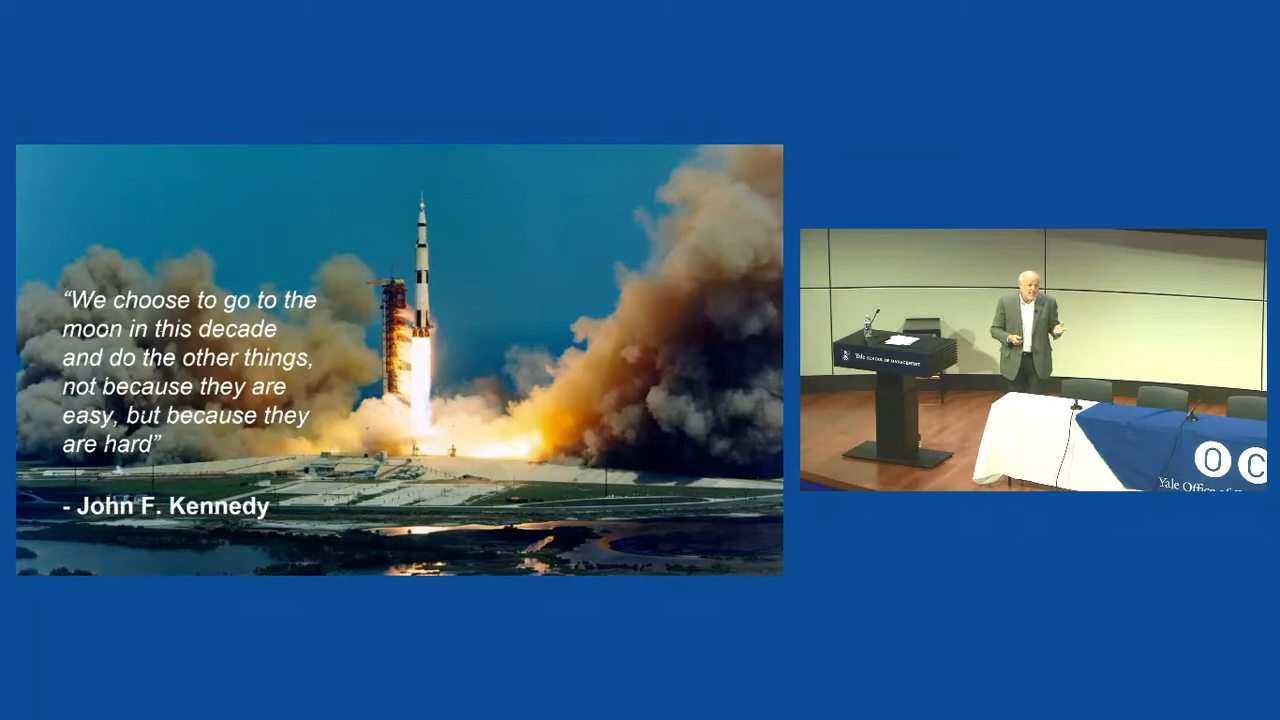 “We choose to go to the
moon in this decade
and do the other things,
not because they are
easy, but because they
are hard”
- John F. Kennedy
Yale SCHOOL OF MANAGEMENT
O C
Yale Office of